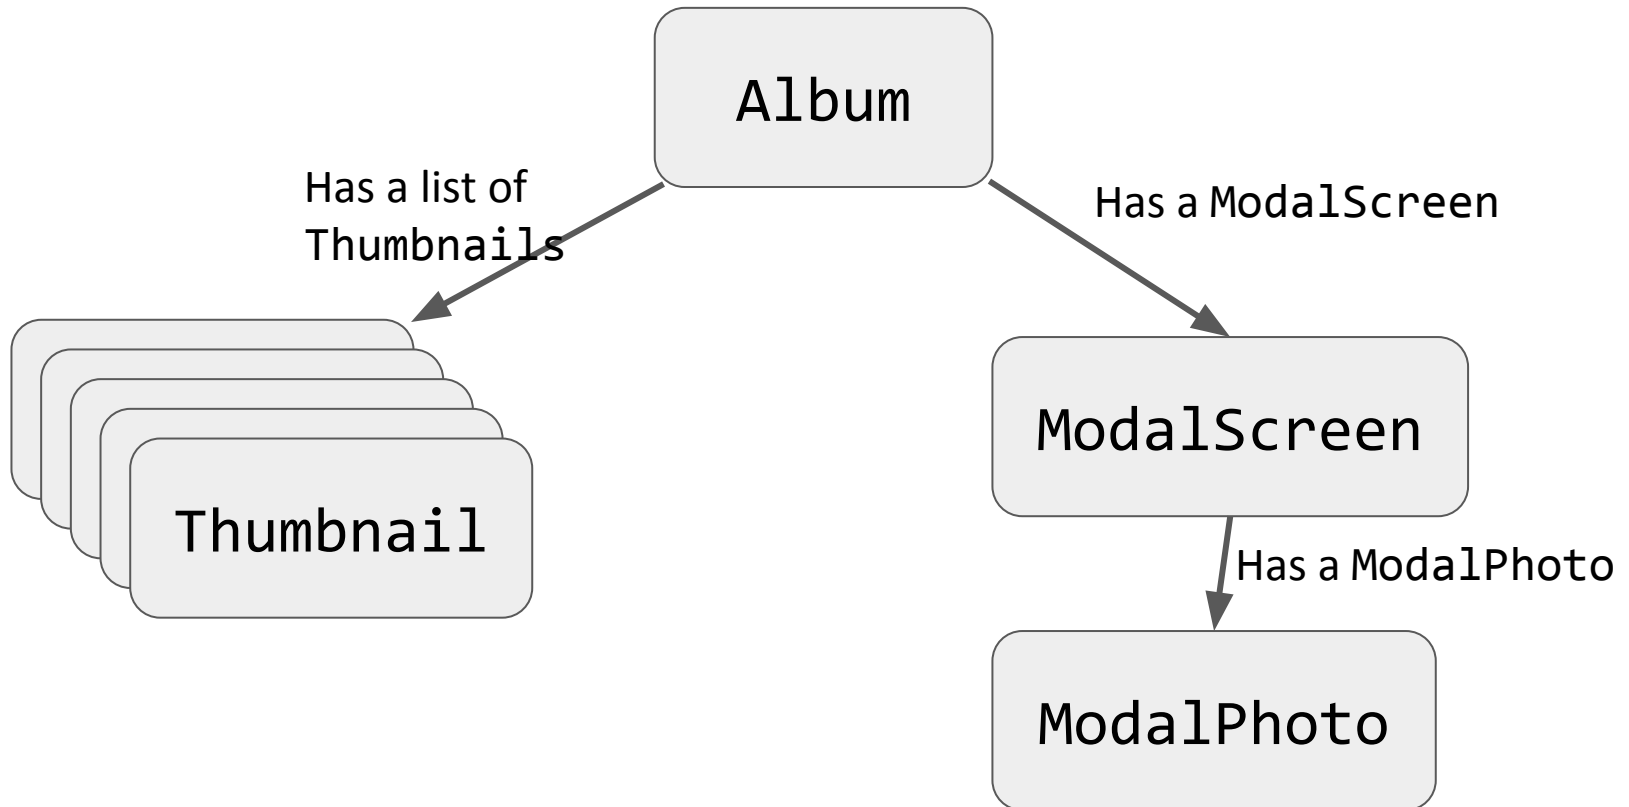 Album
Has a list of
Thumbnails
Has a ModalScreen
ModalScreen
Thumbnail
Has a ModalPhoto
ModalPhoto